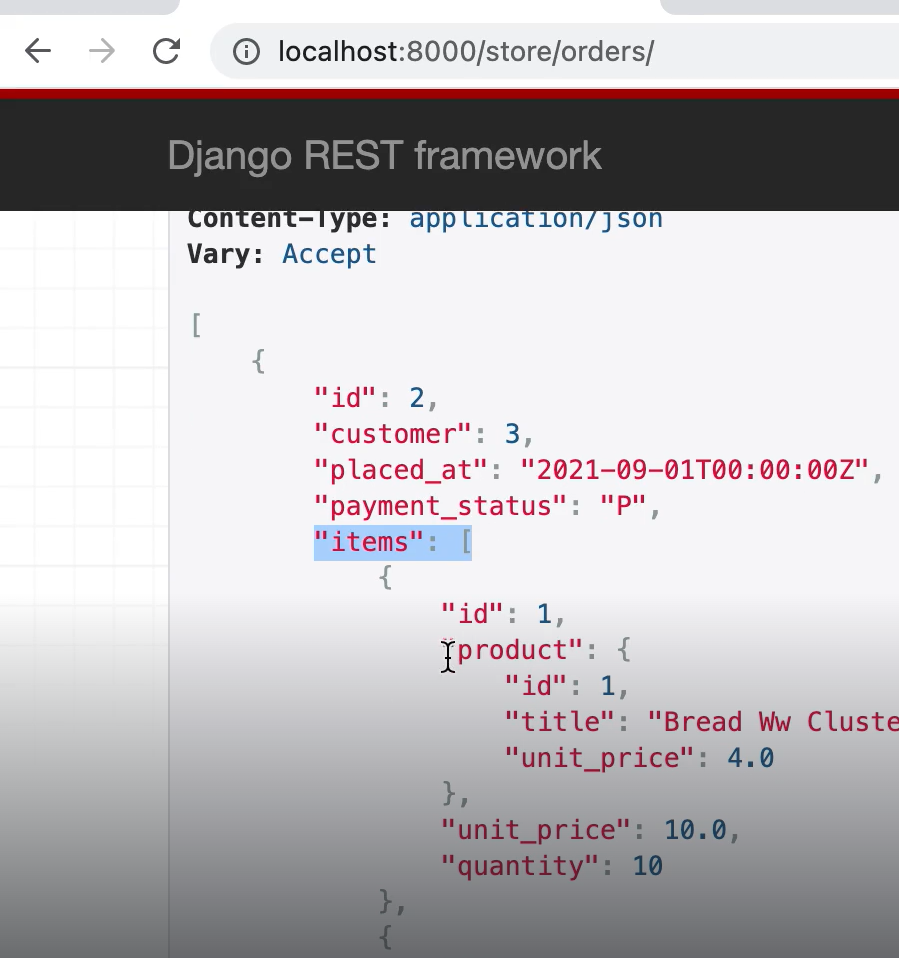 localhost:8000/store/orders/
Django REST framework
Content-Type: application/json
Vary: Accept
[
{
"id": 2,
"customer": 3,
"placed_at": "2021-09-01T00:00:00Z",
"payment_status": "P",
"items": [
{
"id": 1,
"product": {
"id": 1,
"title": "Bread Ww Cluste
"unit_price": 4.0
},
"unit_price": 10.0,
"quantity": 10
},
{